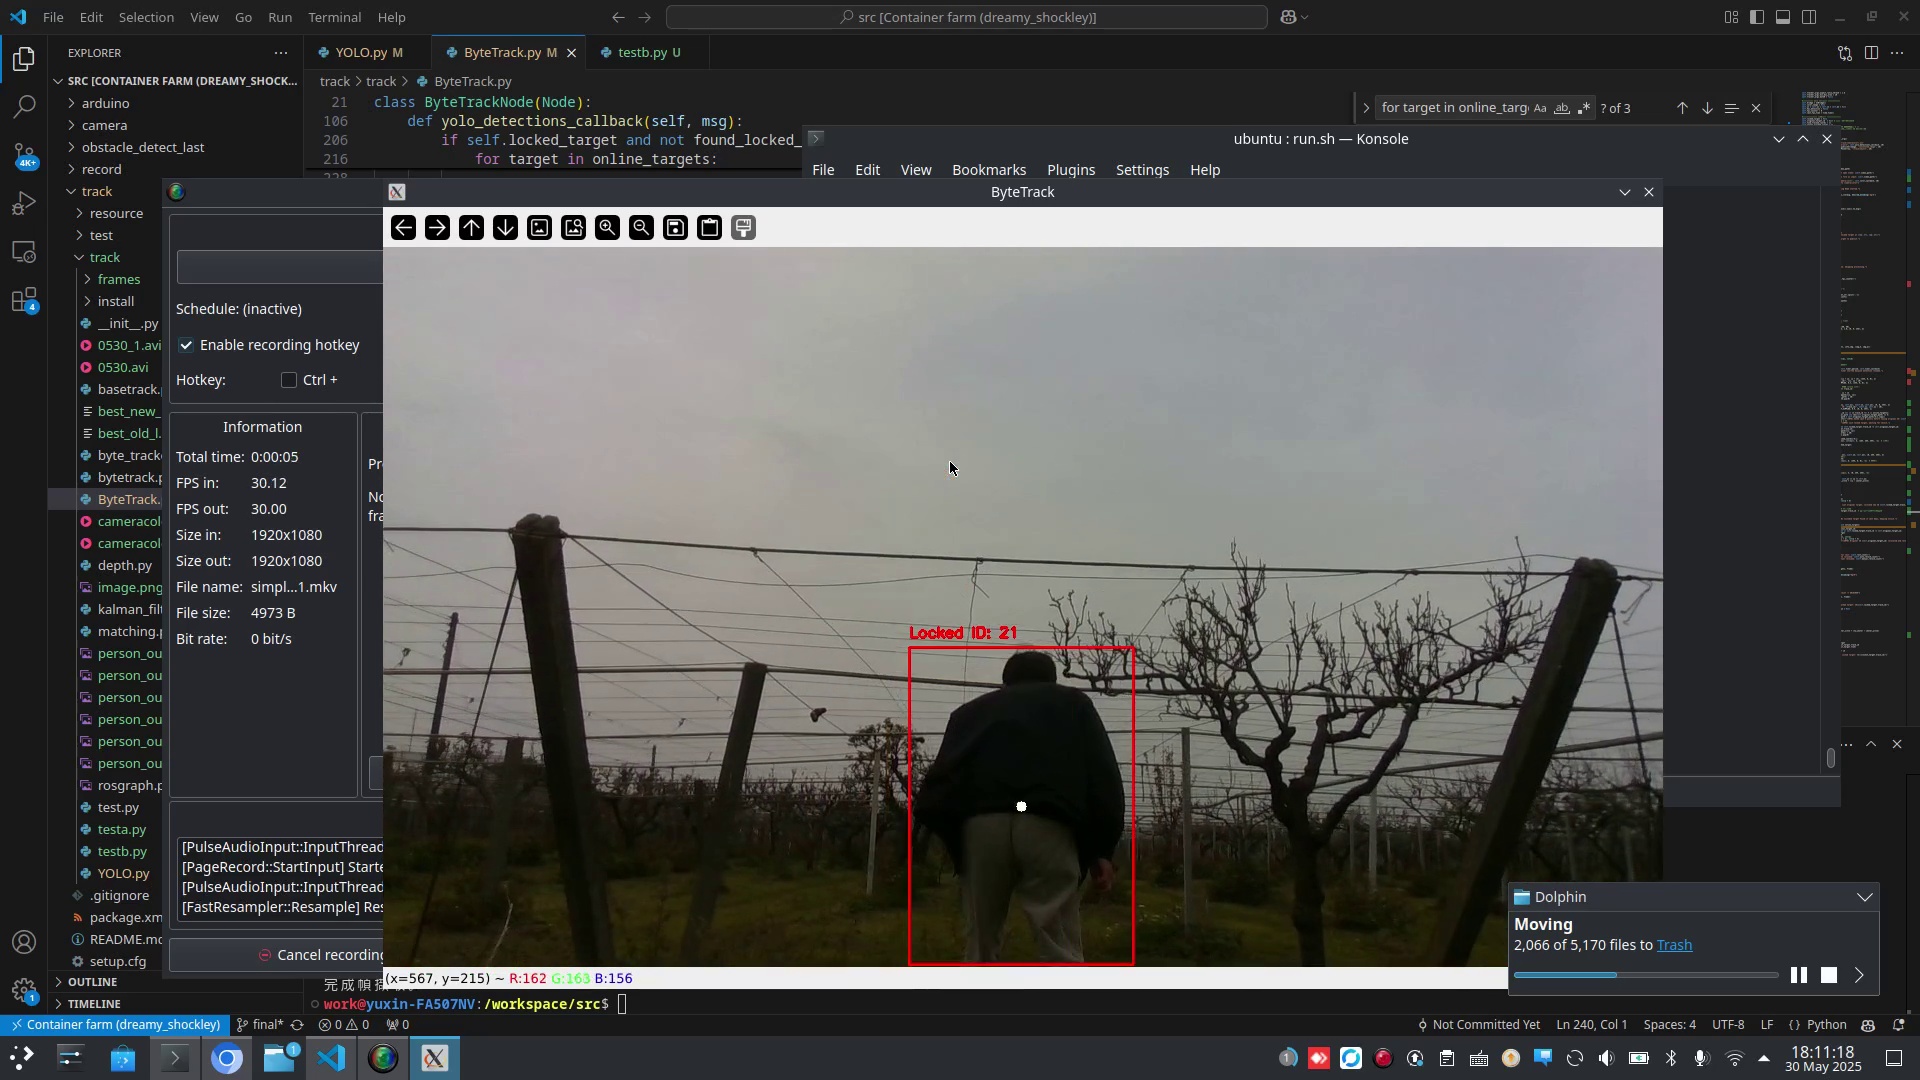 File Edit Selection View Go Run Terminal Help
src [Container farm (dreamy_shockley)]
EXPLORER
YOLO.py M
ByteTrack.py M
testb.py U
SRC [CONTAINER FARM (DREAMY_SHOCK...
track > track > ByteTrack.py
arduino
camera
obstacle_detect_last
record
track
resource
test
track
frames
install
__init__.py
0530_1.avi
0530.avi
basetrack.
best_new_
best_old_l.
byte_track
bytetrack.p
ByteTrack.
cameracol
cameracol
depth.py
image.png
kalman_filt
matching.p
person_ou
person_ou
person_ou
person_ou
person_ou
person_ou
rosgraph.p
test.py
testa.py
testb.py
YOLO.py
.gitignore
package.xm
README.md
setup.cfg
OUTLINE
TIMELINE
21 class ByteTrackNode(Node):
106 def yolo_detections_callback(self, msg):
206 if self.locked_target and not found_locked_
216 for target in online_targets:
228
for target in online_targ
Aa ab
? of 3
ubuntu : run.sh — Konsole
File Edit View Bookmarks Plugins Settings Help
ByteTrack
Schedule: (inactive)
Enable recording hotkey
Hotkey: Ctrl +
Information
Total time: 0:00:05
FPS in: 30.12
FPS out: 30.00
Size in: 1920x1080
Size out: 1920x1080
File name: simpl...1.mkv
File size: 4973 B
Bit rate: 0 bit/s
Pr
No
fra
[PulseAudioInput::InputThread
[PageRecord::StartInput] Starte
[PulseAudioInput::InputThread
[FastResampler::Resample] Res
Cancel recording
Locked ID: 21
(x=567, y=215) ~ R:162 G:163 B:156
work@yuxin-FA507NV:/workspace/src$
Dolphin
Moving
2,066 of 5,170 files to Trash
4K+
4
1
Container farm (dreamy_shockley)
final*
0 0
0
Not Committed Yet
Ln 240, Col 1
Spaces: 4
UTF-8
LF
{} Python
1
1
18:11:18
30 May 2025